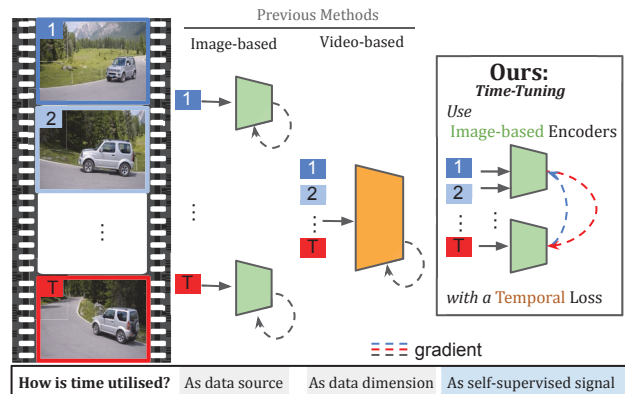 Previous Methods
Image-based
Video-based
1
2
T
1
T
1
2
T
Ours:
Time-Tuning
Use
Image-based Encoders
1
2
T
with a Temporal Loss
gradient
How is time utilised? As data source As data dimension As self-supervised signal